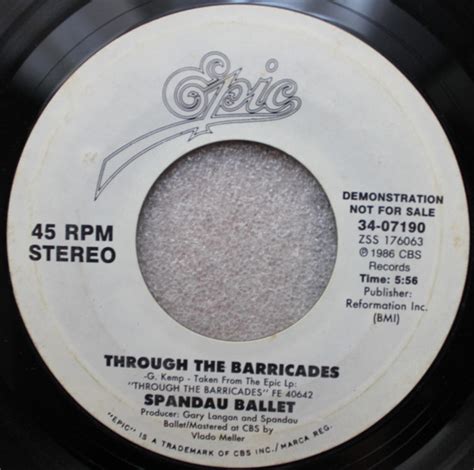 Epic
45 RPM
STEREO
DEMONSTRATION
NOT FOR SALE
34-07190
ZSS 176063
℗1986 CBS
Records
Time: 5:56
Publisher:
Reformation Inc.
(BMI)
THROUGH THE BARRICADES
-G. Kemp - Taken From The Epic Lp:
"THROUGH THE BARRICADES" FE 40642
SPANDAU BALLET
Producer: Gary Langan and Spandau
Ballet/Mastered at CBS by
Vlado Meller
"EPIC" IS A TRADEMARK OF CBS INC./MARCA REG.